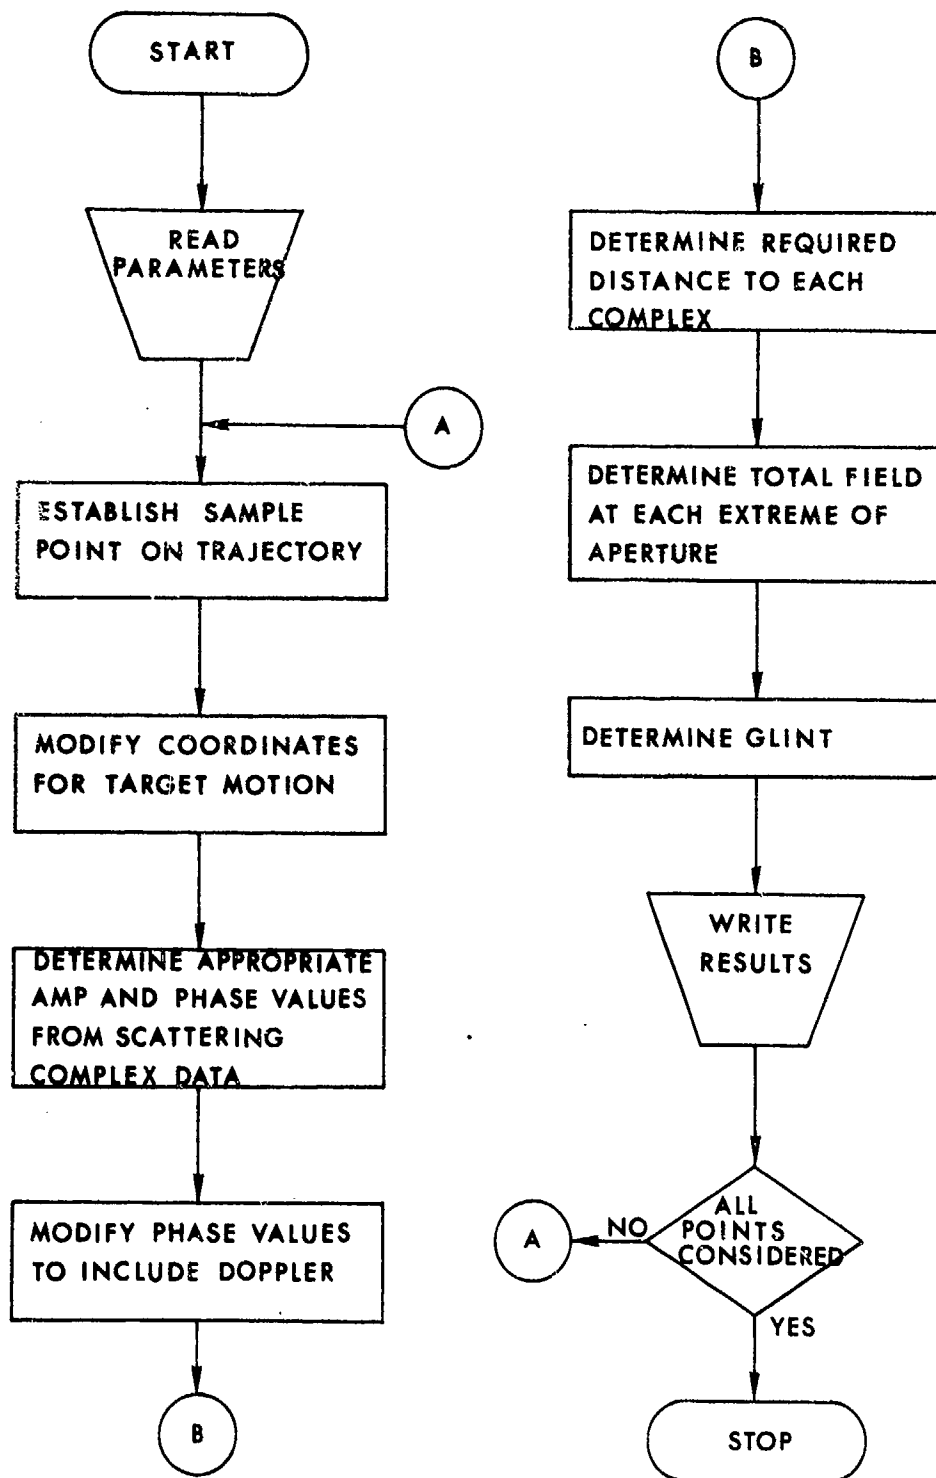 START
READ
PARAMETERS
A
ESTABLISH SAMPLE
POINT ON TRAJECTORY
MODIFY COORDINATES
FOR TARGET MOTION
DETERMINE APPROPRIATE
AMP AND PHASE VALUES
FROM SCATTERING
COMPLEX DATA
MODIFY PHASE VALUES
TO INCLUDE DOPPLER
B
B
DETERMINE REQUIRED
DISTANCE TO EACH
COMPLEX
DETERMINE TOTAL FIELD
AT EACH EXTREME OF
APERTURE
DETERMINE GLINT
WRITE
RESULTS
ALL
POINTS
CONSIDERED
NO
A
YES
STOP